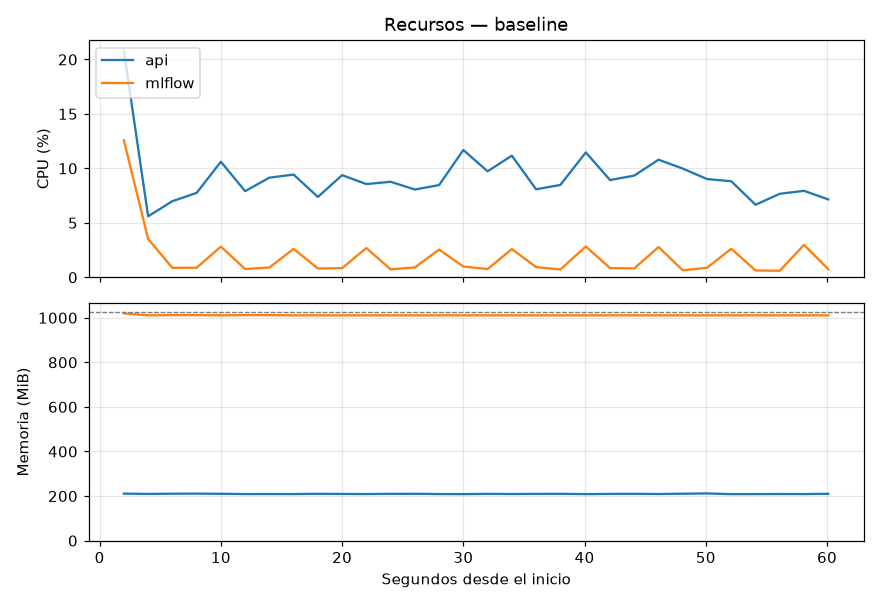 Recursos — baseline
api
mlflow
CPU (%)
20
15
10
5
0
Memoria (MiB)
1000
800
600
400
200
0
0 10 20 30 40 50 60
Segundos desde el inicio